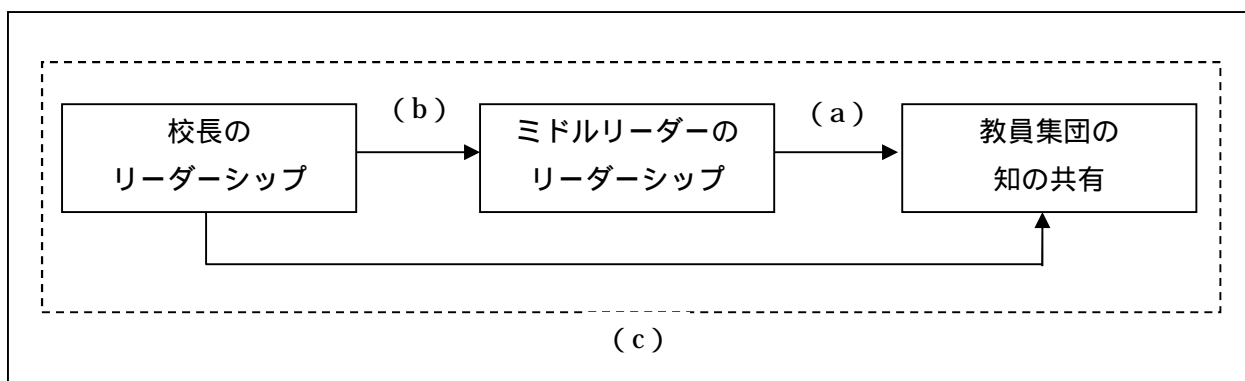 (b)
(a)
校長の
リーダーシップ
ミドルリーダーの
リーダーシップ
教員集団の
知の共有
(c)